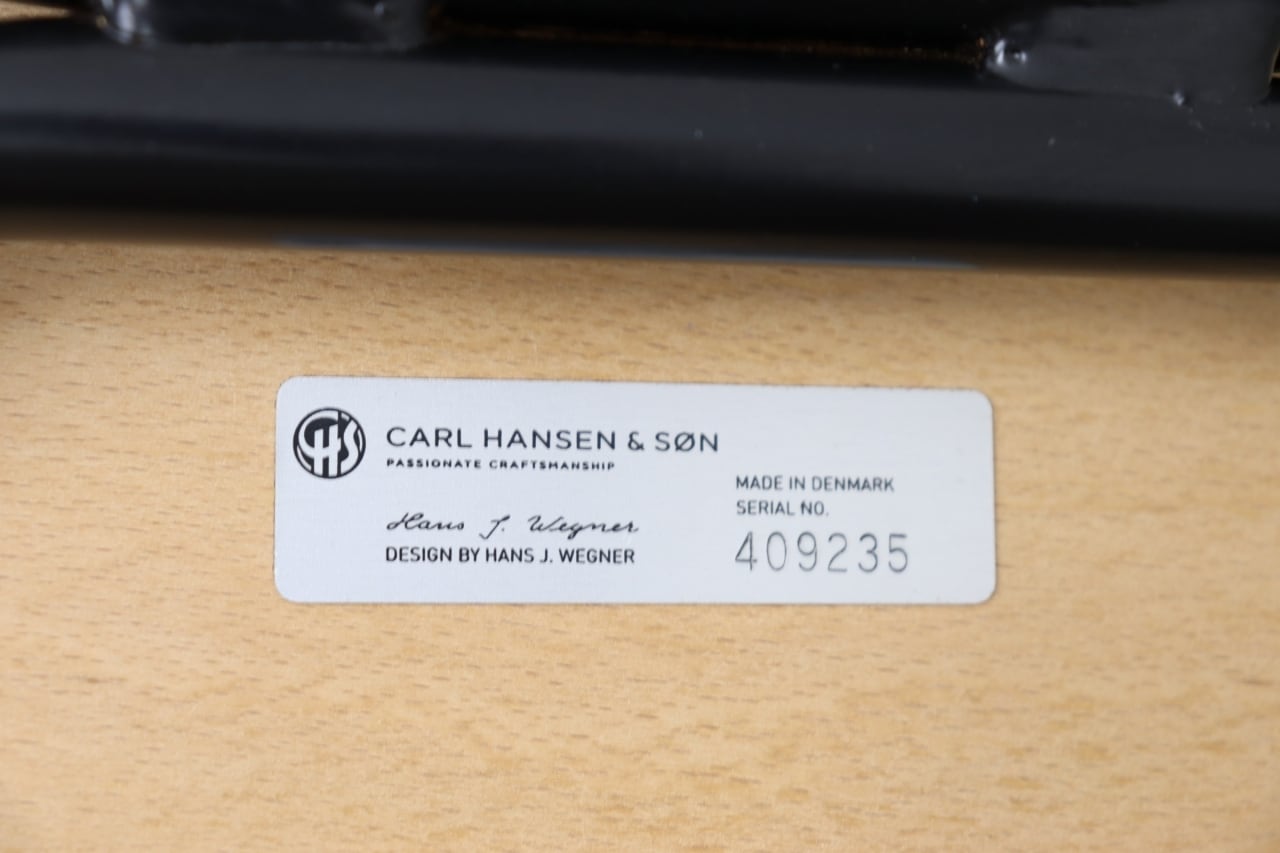 CHS
CARL HANSEN & SØN
PASSIONATE CRAFTSMANSHIP
Hans J. Wegner
DESIGN BY HANS J. WEGNER
MADE IN DENMARK
SERIAL NO.
409235